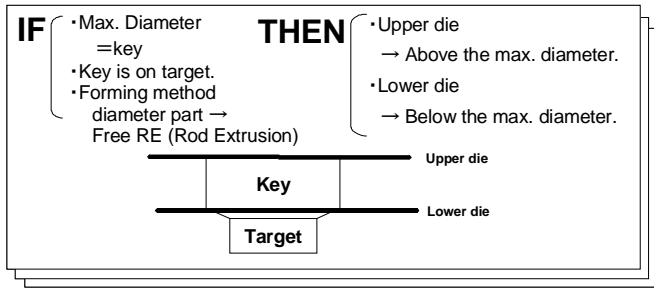 IF
・Max. Diameter
＝key
・Key is on target.
・Forming method
diameter part →
Free RE (Rod Extrusion)
THEN
・Upper die
→ Above the max. diameter.
・Lower die
→ Below the max. diameter.
Upper die
Key
Lower die
Target